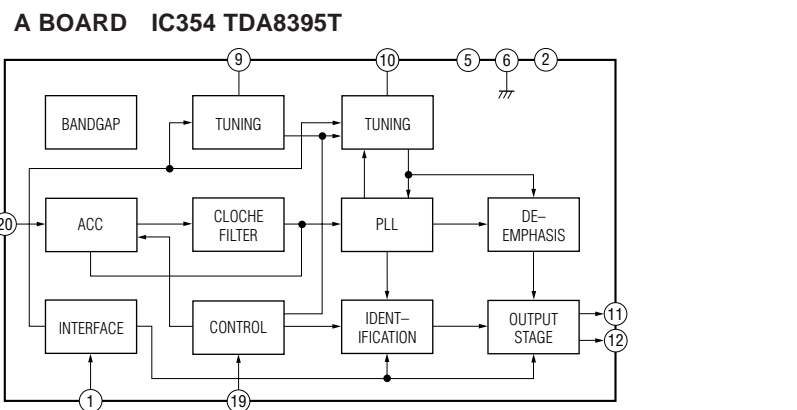 A BOARD IC354 TDA8395T
9
10
5
6
2
BANDGAP
TUNING
TUNING
20
ACC
CLOCHE
FILTER
PLL
DE–
EMPHASIS
INTERFACE
CONTROL
IDENT–
IFICATION
OUTPUT
STAGE
11
12
1
19